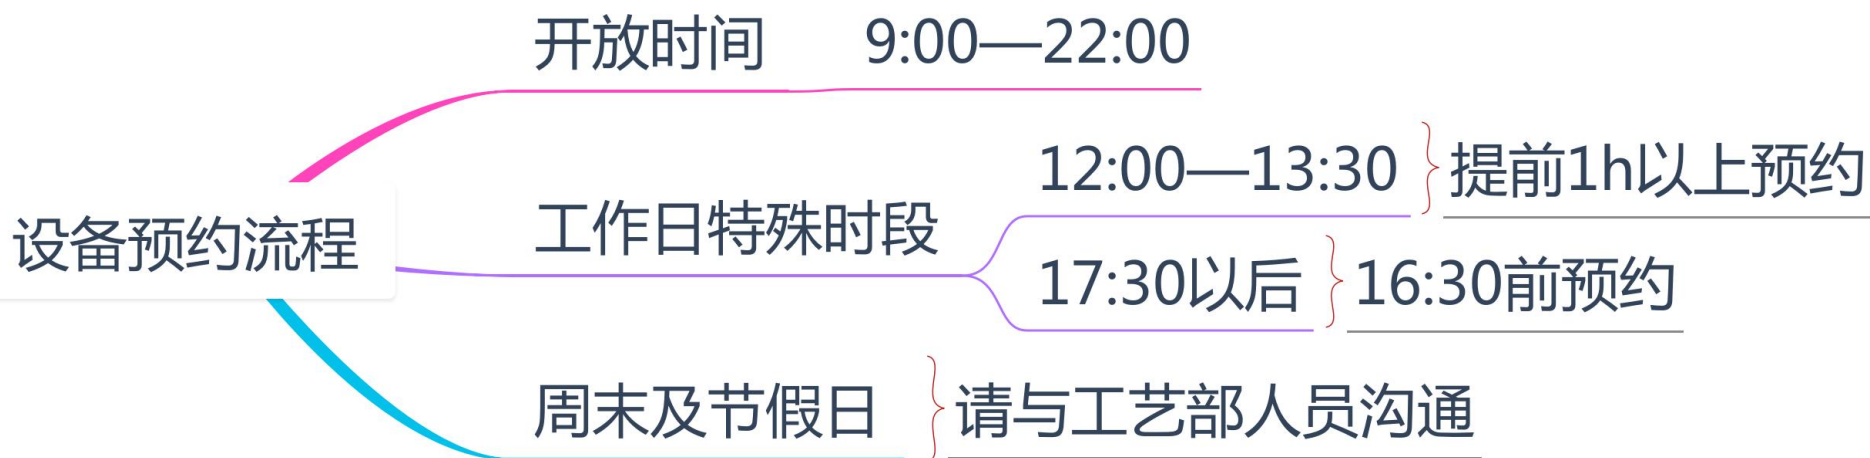 开放时间 9:00—22:00
12:00—13:30 提前1h以上预约
工作日特殊时段
设备预约流程
17:30以后 16:30前预约
周末及节假日 请与工艺部人员沟通